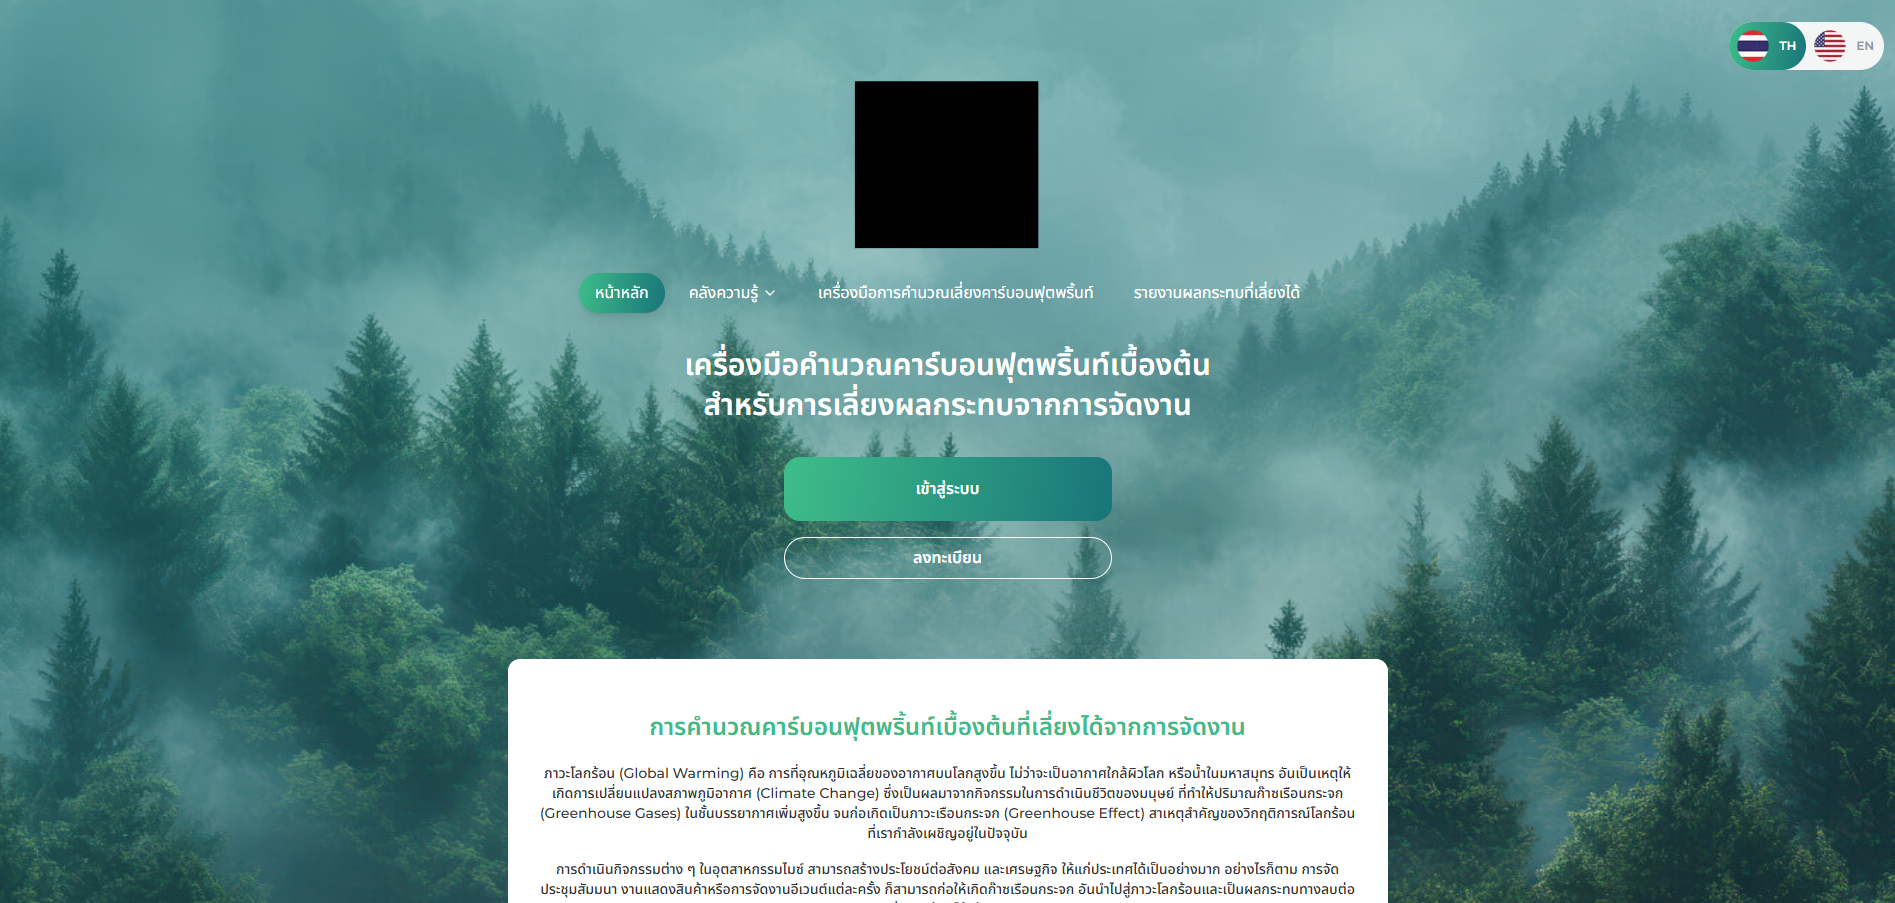 TH
EN
หน้าหลัก
คลังความรู้
เครื่องมือการคำนวณเลี่ยงคาร์บอนฟุตพริ้นท์
รายงานผลกระทบที่เลี่ยงได้
เครื่องมือคำนวณคาร์บอนฟุตพริ้นท์เบื้องต้น
สำหรับการเลี่ยงผลกระทบจากการจัดงาน
เข้าสู่ระบบ
ลงทะเบียน
การคำนวณคาร์บอนฟุตพริ้นท์เบื้องต้นที่เลี่ยงได้จากการจัดงาน
ภาวะโลกร้อน (Global Warming) คือ การที่อุณหภูมิเฉลี่ยของอากาศบนโลกสูงขึ้น ไม่ว่าจะเป็นอากาศใกล้ผิวโลก หรือน้ำในมหาสมุทร อันเป็นเหตุให้
เกิดการเปลี่ยนแปลงสภาพภูมิอากาศ (Climate Change) ซึ่งเป็นผลมาจากกิจกรรมในการดำเนินชีวิตของมนุษย์ ที่ทำให้ปริมาณก๊าซเรือนกระจก
(Greenhouse Gases) ในชั้นบรรยากาศเพิ่มสูงขึ้น จนก่อเกิดเป็นภาวะเรือนกระจก (Greenhouse Effect) สาเหตุสำคัญของวิกฤติการณ์โลกร้อน
ที่เรากำลังเผชิญอยู่ในปัจจุบัน
การดำเนินกิจกรรมต่าง ๆ ในอุตสาหกรรมไมซ์ สามารถสร้างประโยชน์ต่อสังคม และเศรษฐกิจ ให้แก่ประเทศได้เป็นอย่างมาก อย่างไรก็ตาม การจัด
ประชุมสัมมนา งานแสดงสินค้าหรือการจัดงานอีเวนต์แต่ละครั้ง ก็สามารถก่อให้เกิดก๊าซเรือนกระจก อันนำไปสู่ภาวะโลกร้อนและเป็นผลกระทบทางลบต่อ